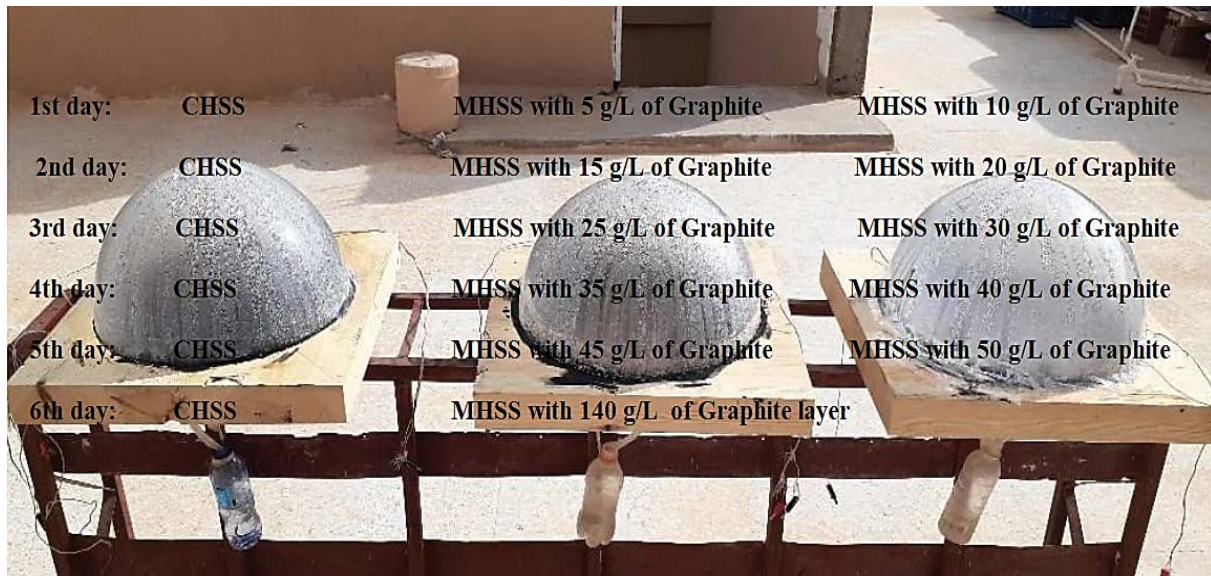 1st day: CHSS MHSS with 5 g/L of Graphite MHSS with 10 g/L of Graphite
2nd day: CHSS MHSS with 15 g/L of Graphite MHSS with 20 g/L of Graphite
3rd day: CHSS MHSS with 25 g/L of Graphite MHSS with 30 g/L of Graphite
4th day: CHSS MHSS with 35 g/L of Graphite MHSS with 40 g/L of Graphite
5th day: CHSS MHSS with 45 g/L of Graphite MHSS with 50 g/L of Graphite
6th day: CHSS MHSS with 140 g/L of Graphite layer